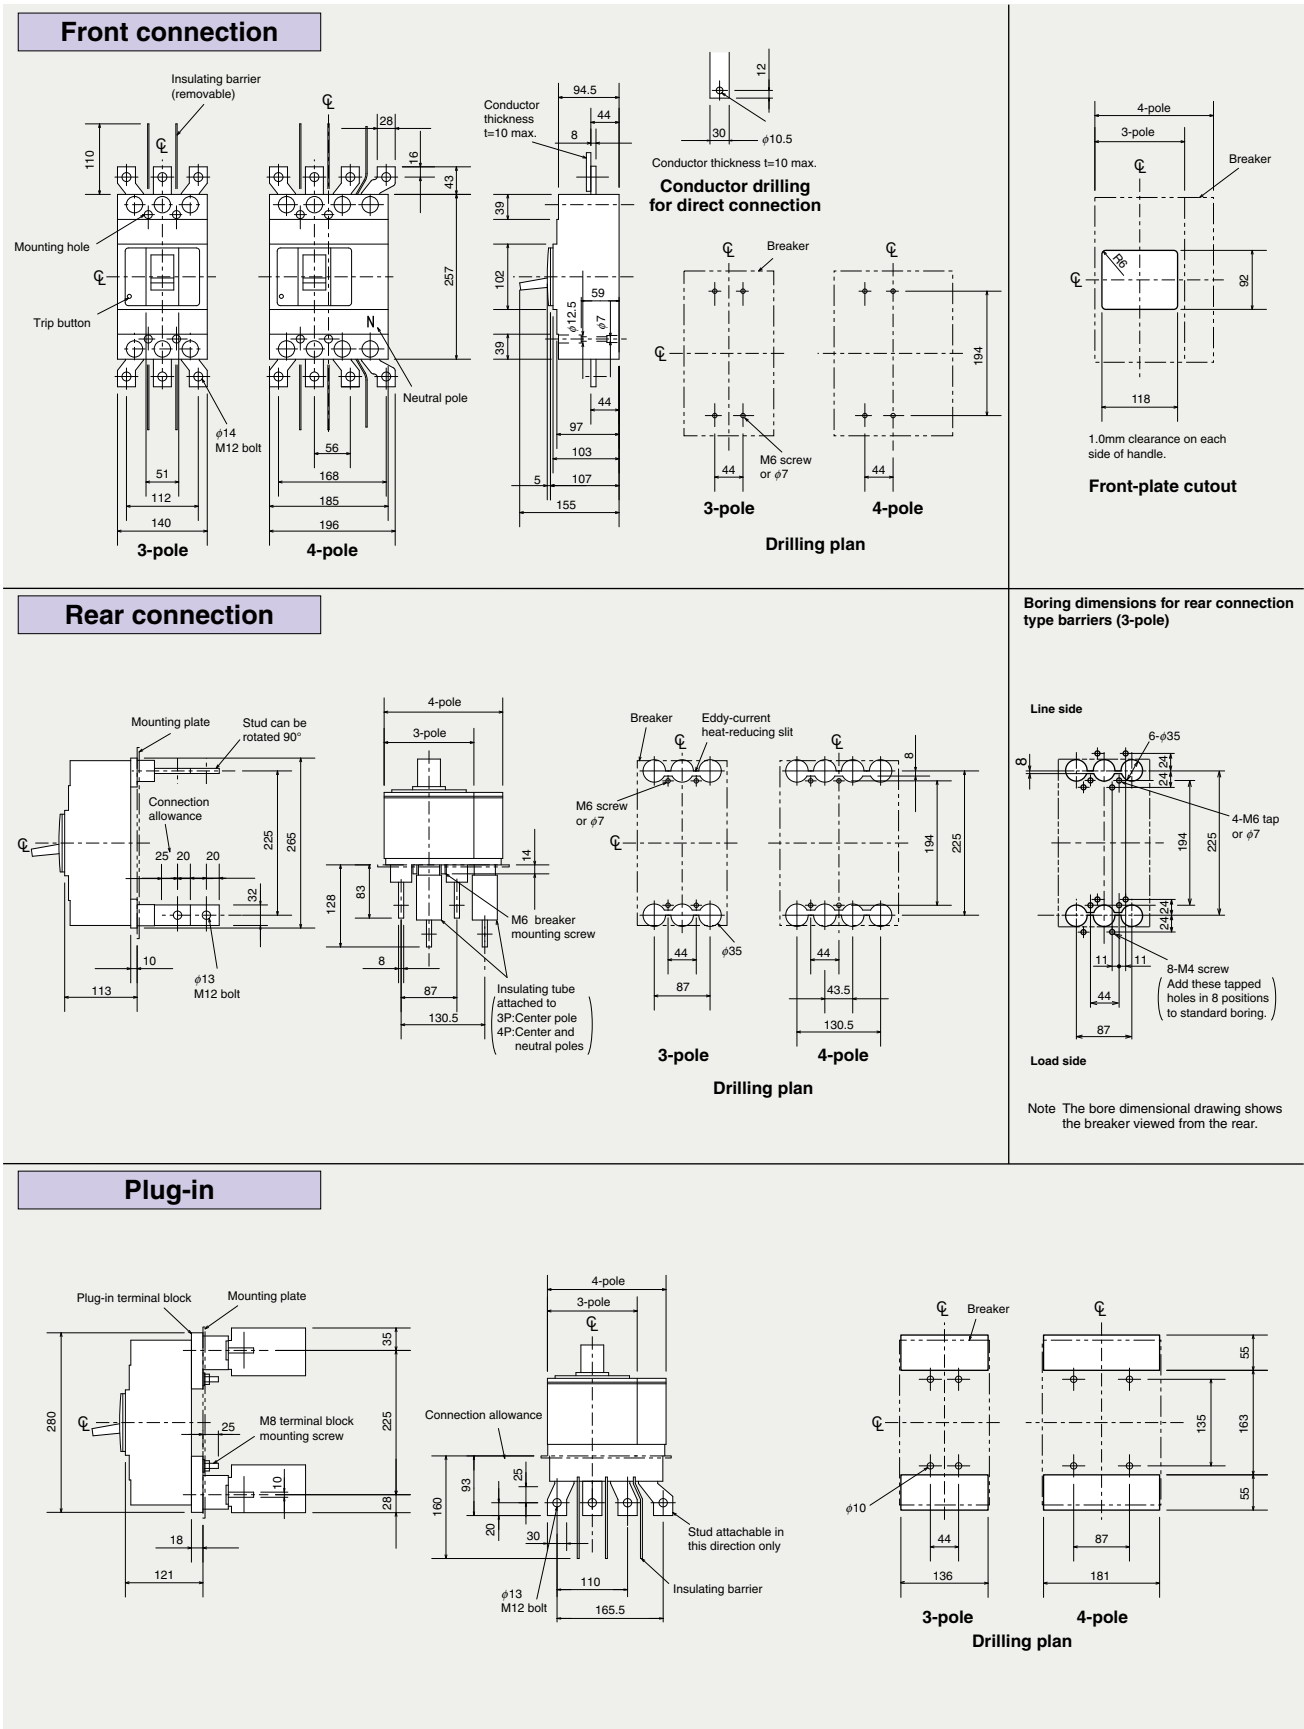 Front connection
Insulating barrier
(removable)
℄
℄
28
110
16
43
Mounting hole
℄
257
Trip button
N
Neutral pole
φ14
M12 bolt
51
112
140
3-pole
56
168
185
196
4-pole
94.5
Conductor
thickness
t=10 max.
44
8
39
102
59
φ12.5
φ7
39
44
97
103
5
107
155
12
30
φ10.5
Conductor thickness t=10 max.
Conductor drilling
for direct connection
℄
Breaker
℄
℄
194
M6 screw
or φ7
44
44
3-pole
4-pole
Drilling plan
4-pole
3-pole
℄
Breaker
R6
℄
92
118
1.0mm clearance on each
side of handle.
Front-plate cutout
Rear connection
Mounting plate
Stud can be
rotated 90°
Connection
allowance
℄
25
20
20
225
265
32
10
113
φ13
M12 bolt
4-pole
3-pole
14
128
83
M6 breaker
mounting screw
8
87
130.5
Insulating tube
attached to
3P:Center pole
4P:Center and
neutral poles
Breaker
Eddy-current
heat-reducing slit
℄
℄
8
M6 screw
or φ7
℄
194
225
φ35
44
87
44
43.5
130.5
3-pole
4-pole
Drilling plan
Boring dimensions for rear connection
type barriers (3-pole)
Line side
6-φ35
8
24
24
4-M6 tap
or φ7
194
225
24
24
11
11
44
87
8-M4 screw
Add these tapped
holes in 8 positions
to standard boring.
Load side
Note The bore dimensional drawing shows
the breaker viewed from the rear.
Plug-in
Plug-in terminal block
Mounting plate
35
280
℄
25
M8 terminal block
mounting screw
225
10
28
18
121
4-pole
3-pole
℄
Connection allowance
160
93
25
20
30
Stud attachable in
this direction only
φ13
M12 bolt
110
165.5
Insulating barrier
℄
Breaker
℄
55
℄
135
163
φ10
55
44
136
87
181
3-pole
4-pole
Drilling plan